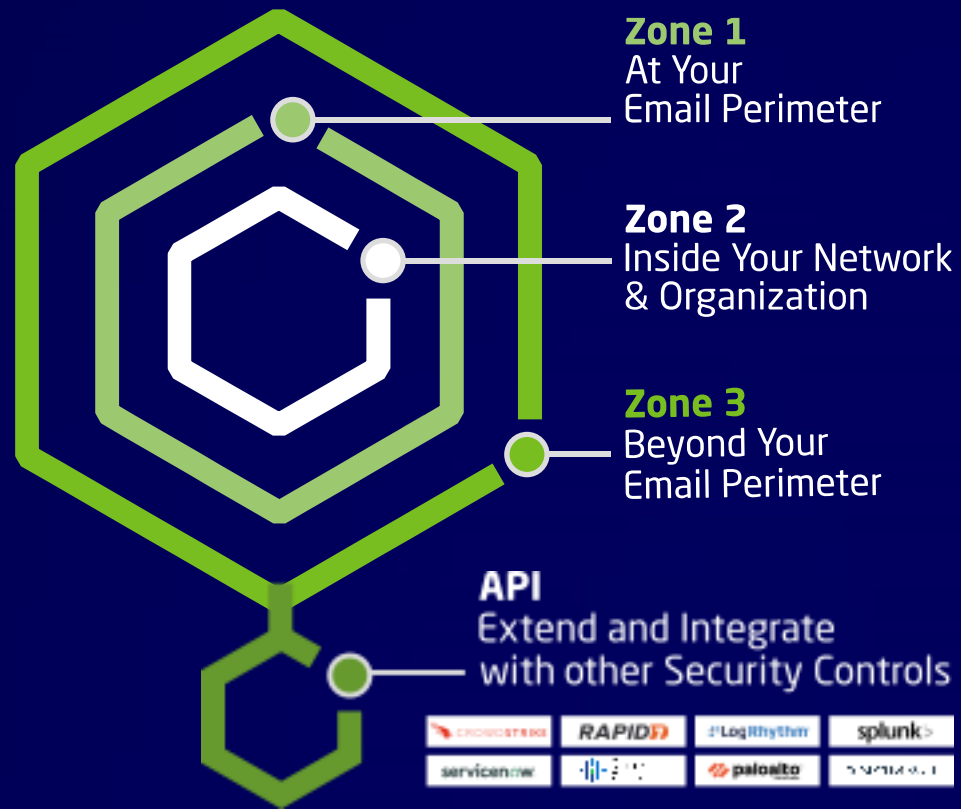 Zone 1
At Your
Email Perimeter
Zone 2
Inside Your Network
& Organization
Zone 3
Beyond Your
Email Perimeter
API
Extend and Integrate
with other Security Controls
CROWDSTRIKE
RAPID7
LogRhythm
splunk>
servicenow
paloalto